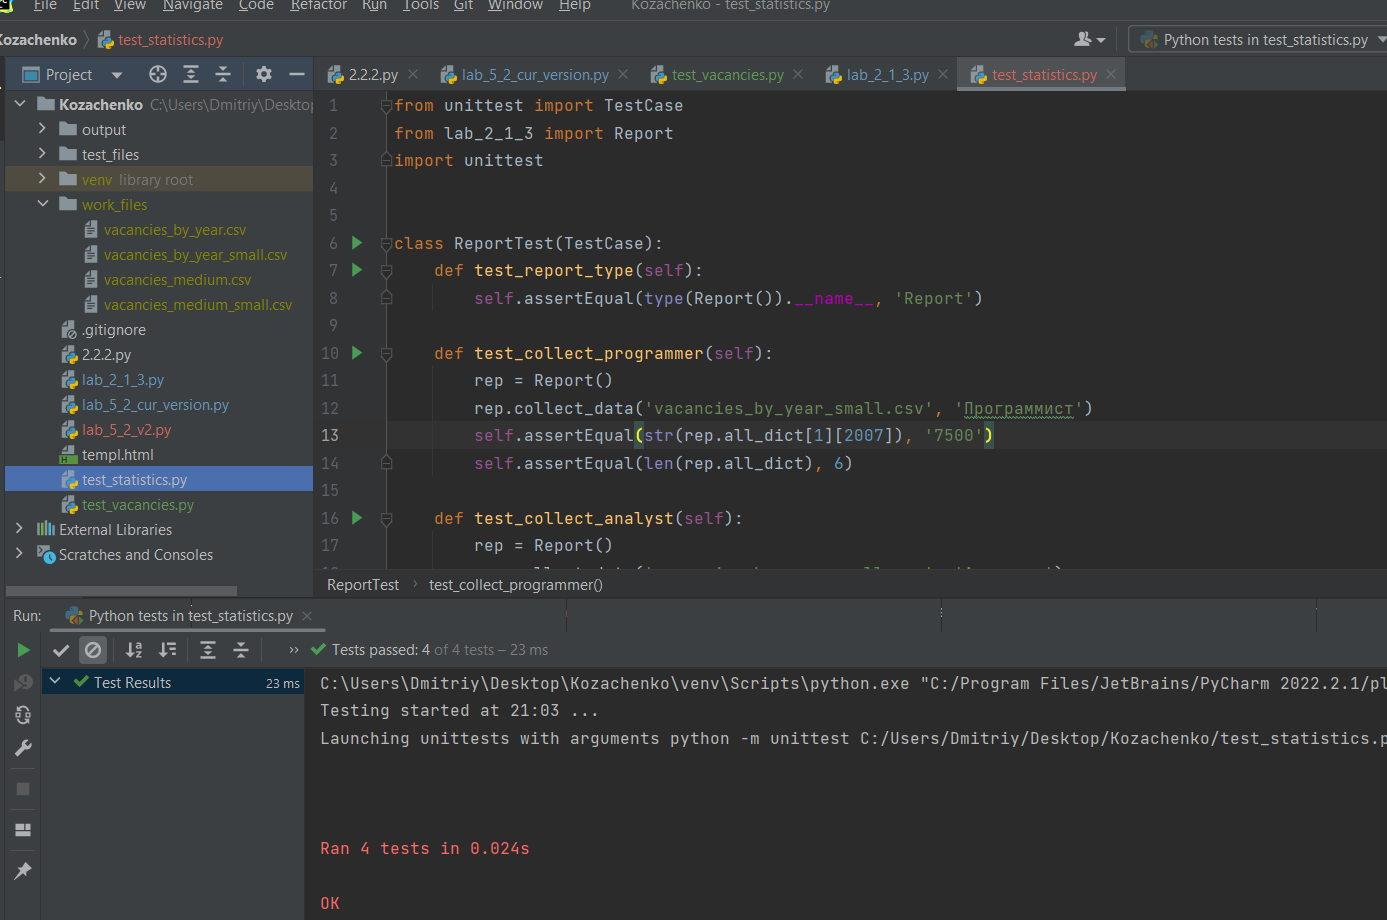 File Edit View Navigate Code Refactor Run Tools Git Window Help Kozachenko - test_statistics.py
Kozachenko test_statistics.py Python tests in test_statistics.py
Project 2.2.2.py lab_5_2_cur_version.py test_vacancies.py lab_2_1_3.py test_statistics.py
Kozachenko C:\Users\Dmitriy\Desktop
output
test_files
venv library root
work_files
vacancies_by_year.csv
vacancies_by_year_small.csv
vacancies_medium.csv
vacancies_medium_small.csv
.gitignore
2.2.2.py
lab_2_1_3.py
lab_5_2_cur_version.py
lab_5_2_v2.py
templ.html
test_statistics.py
test_vacancies.py
External Libraries
Scratches and Consoles
1 from unittest import TestCase
2 from lab_2_1_3 import Report
3 import unittest
4
5
6 class ReportTest(TestCase):
7 def test_report_type(self):
8 self.assertEqual(type(Report()).__name__, 'Report')
9
10 def test_collect_programmer(self):
11 rep = Report()
12 rep.collect_data('vacancies_by_year_small.csv', 'Программист')
13 self.assertEqual(str(rep.all_dict[1][2007]), '7500')
14 self.assertEqual(len(rep.all_dict), 6)
15
16 def test_collect_analyst(self):
17 rep = Report()
ReportTest test_collect_programmer()
Run: Python tests in test_statistics.py
Tests passed: 4 of 4 tests – 23 ms
Test Results 23 ms
C:\Users\Dmitriy\Desktop\Kozachenko\venv\Scripts\python.exe "C:/Program Files/JetBrains/PyCharm 2022.2.1/pl
Testing started at 21:03 ...
Launching unittests with arguments python -m unittest C:/Users/Dmitriy/Desktop/Kozachenko/test_statistics.p
Ran 4 tests in 0.024s
OK